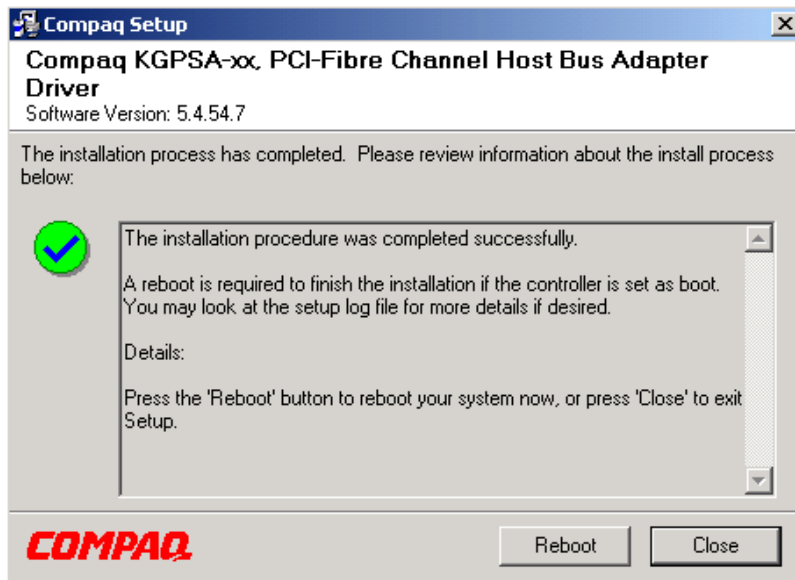 Compaq Setup
Compaq KGPSA-xx, PCI-Fibre Channel Host Bus Adapter
Driver
Software Version: 5.4.54.7
The installation process has completed.  Please review information about the install process
below:
The installation procedure was completed successfully.
A reboot is required to finish the installation if the controller is set as boot.
You may look at the setup log file for more details if desired.
Details:
Press the 'Reboot' button to reboot your system now, or press 'Close' to exit
Setup.
COMPAQ
Reboot
Close